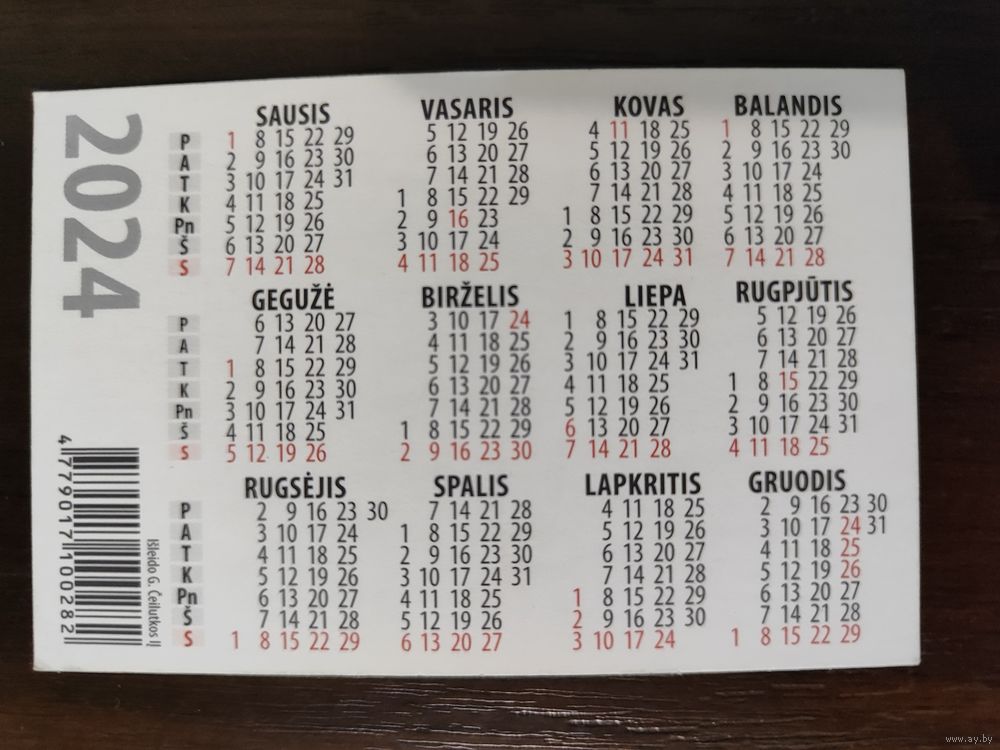 2024
SAUSIS VASARIS KOVAS BALANDIS
P 1 8 15 22 29 5 12 19 26 4 11 18 25 1 8 15 22 29
A 2 9 16 23 30 6 13 20 27 5 12 19 26 2 9 16 23 30
T 3 10 17 24 31 7 14 21 28 6 13 20 27 3 10 17 24
K 4 11 18 25 1 8 15 22 29 7 14 21 28 4 11 18 25
Pn 5 12 19 26 2 9 16 23 1 8 15 22 29 5 12 19 26
Š 6 13 20 27 3 10 17 24 2 9 16 23 30 6 13 20 27
S 7 14 21 28 4 11 18 25 3 10 17 24 31 7 14 21 28
GEGUŽĖ BIRŽELIS LIEPA RUGPJŪTIS
P 6 13 20 27 3 10 17 24 1 8 15 22 29 5 12 19 26
A 7 14 21 28 4 11 18 25 2 9 16 23 30 6 13 20 27
T 1 8 15 22 29 5 12 19 26 3 10 17 24 31 7 14 21 28
K 2 9 16 23 30 6 13 20 27 4 11 18 25 1 8 15 22 29
Pn 3 10 17 24 31 7 14 21 28 5 12 19 26 2 9 16 23 30
Š 4 11 18 25 1 8 15 22 29 6 13 20 27 3 10 17 24 31
S 5 12 19 26 2 9 16 23 30 7 14 21 28 4 11 18 25
RUGSĖJIS SPALIS LAPKRITIS GRUODIS
P 2 9 16 23 30 7 14 21 28 4 11 18 25 2 9 16 23 30
A 3 10 17 24 1 8 15 22 29 5 12 19 26 3 10 17 24 31
T 4 11 18 25 2 9 16 23 30 6 13 20 27 4 11 18 25
K 5 12 19 26 3 10 17 24 31 7 14 21 28 5 12 19 26
Pn 6 13 20 27 4 11 18 25 1 8 15 22 29 6 13 20 27
Š 7 14 21 28 5 12 19 26 2 9 16 23 30 7 14 21 28
S 1 8 15 22 29 6 13 20 27 3 10 17 24 1 8 15 22 29
4 779017 100282
Išleido G. Ceilutkos IĮ
www.ay.by